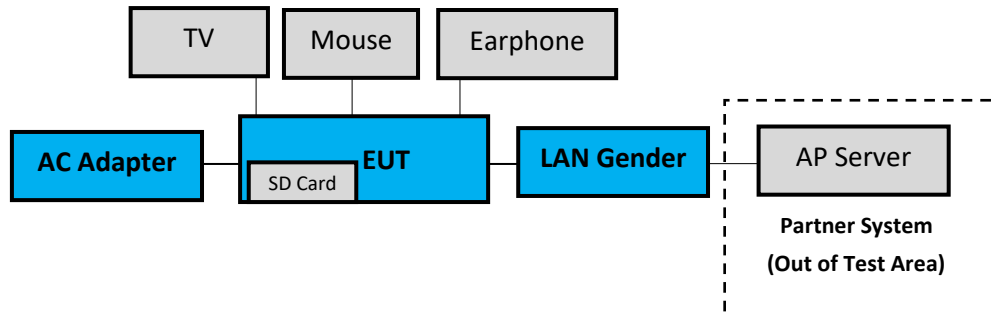 TV
Mouse
Earphone
AC Adapter
EUT
SD Card
LAN Gender
AP Server
Partner System
(Out of Test Area)